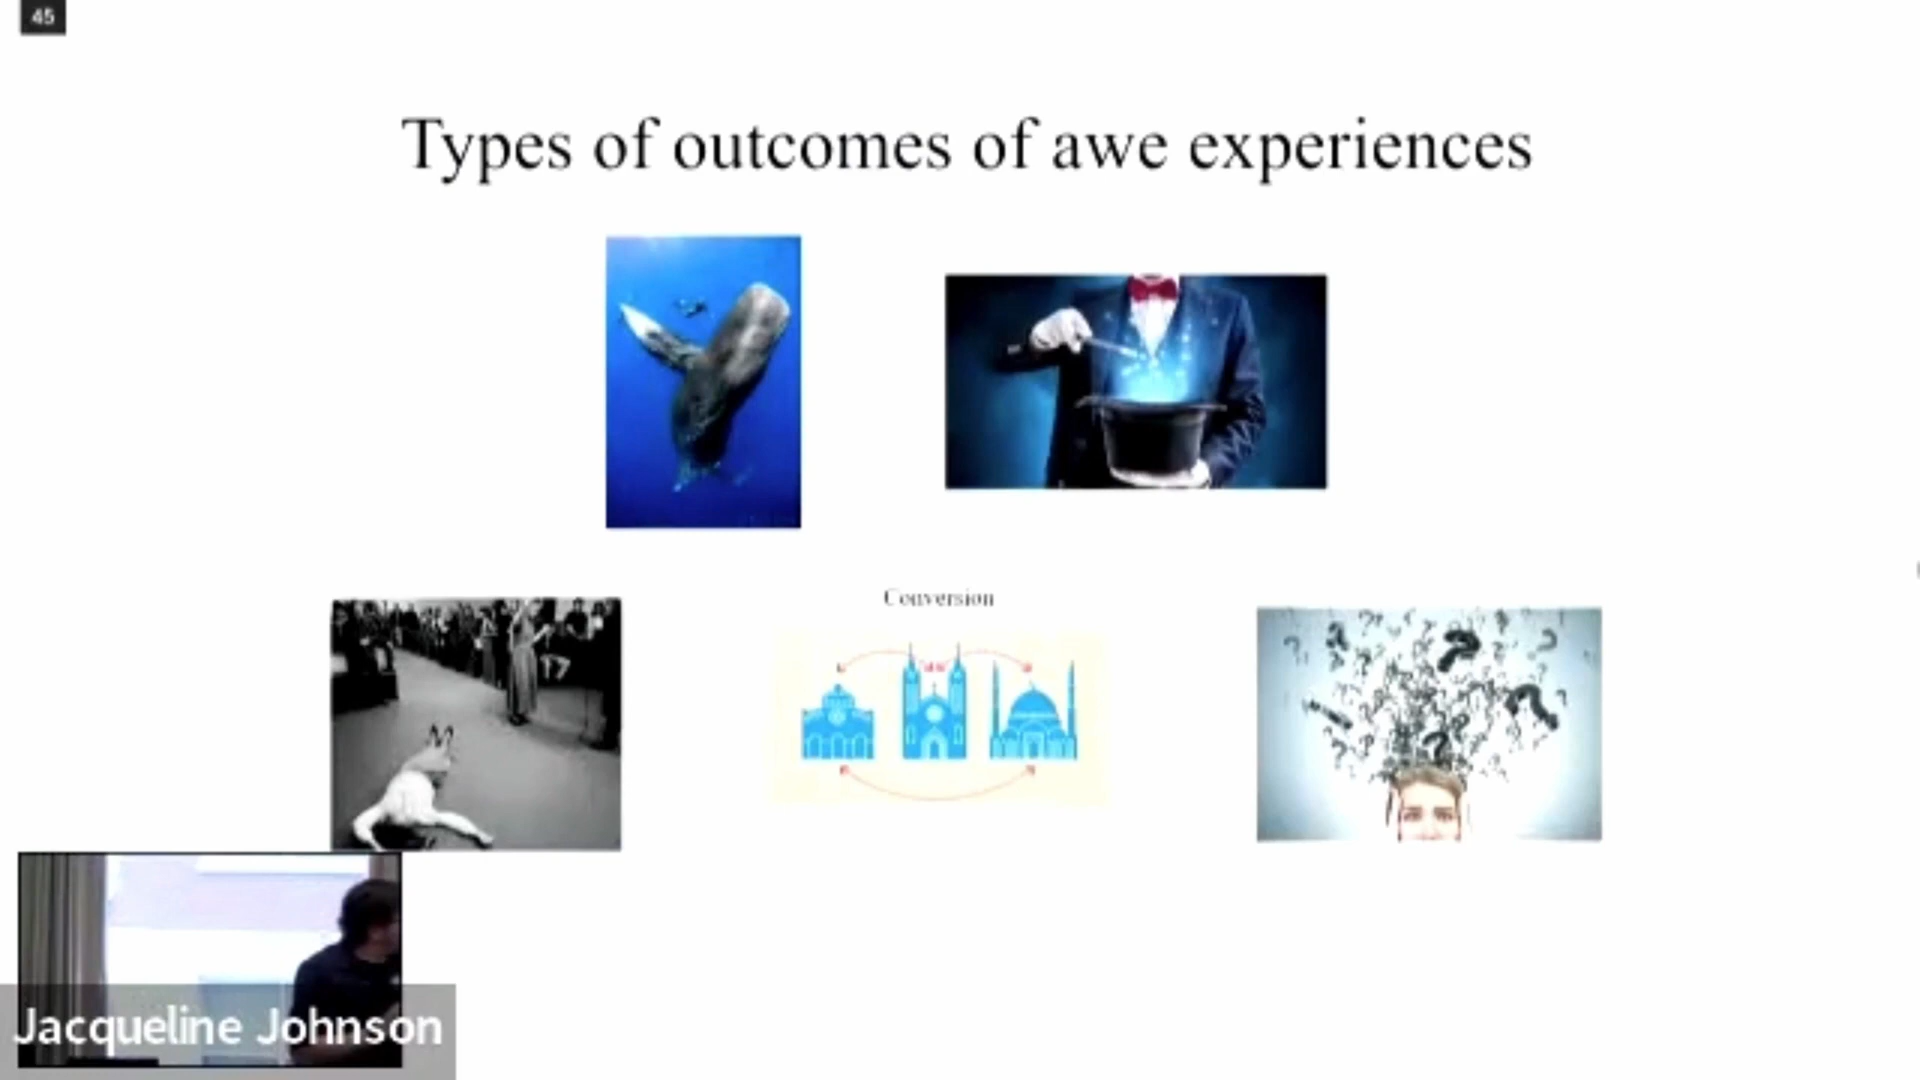 45
Types of outcomes of awe experiences
Conversion
Jacqueline Johnson